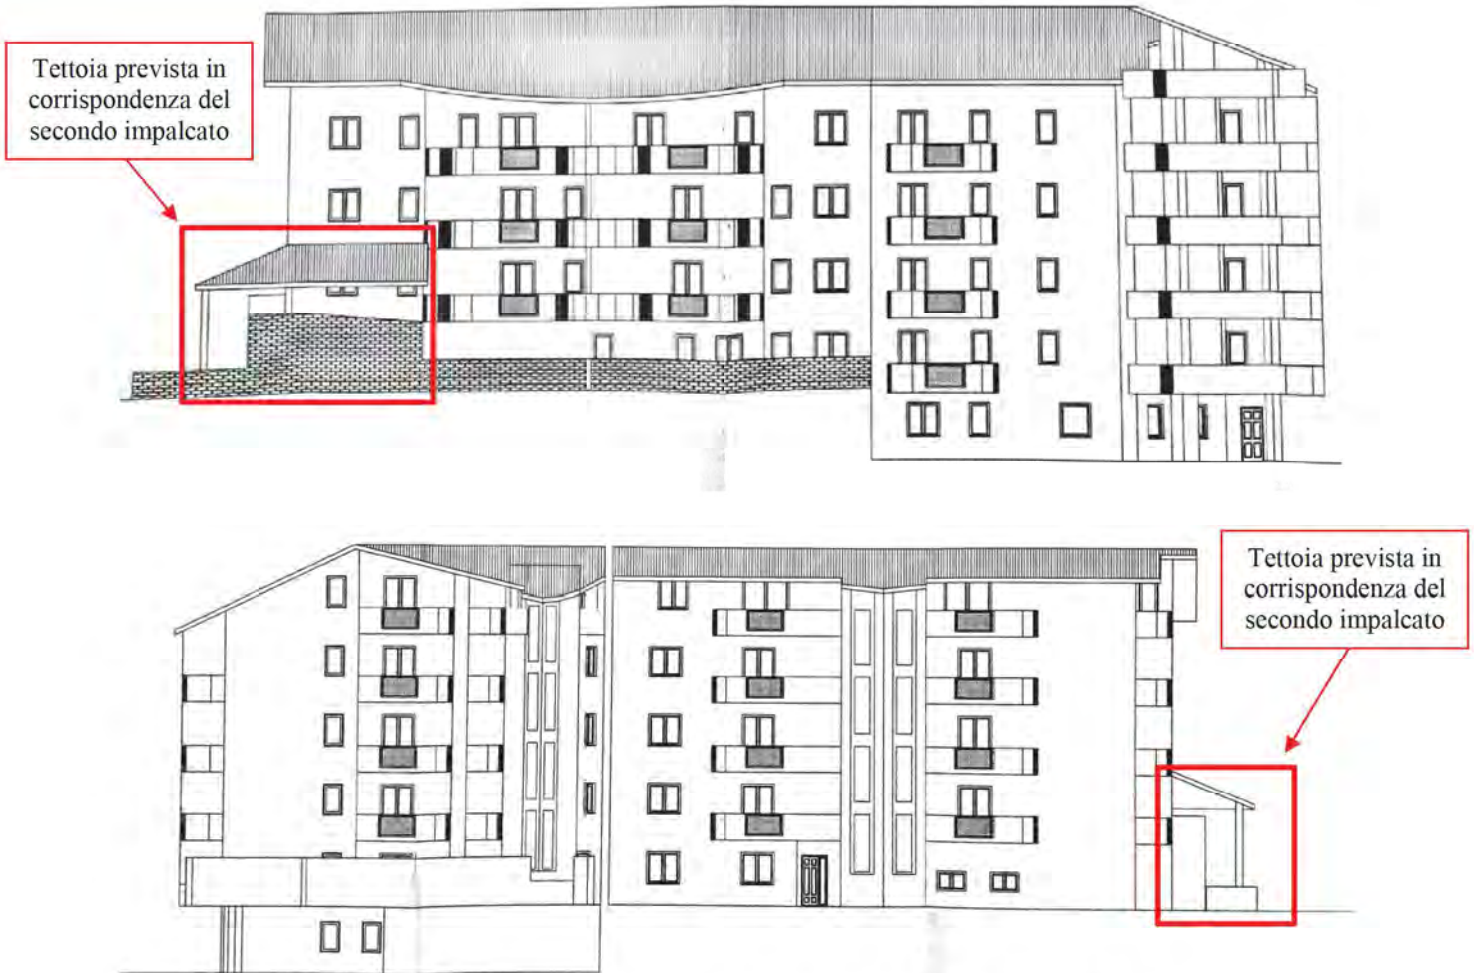 Tettoia prevista in
corrispondenza del
secondo impalcato
Tettoia prevista in
corrispondenza del
secondo impalcato